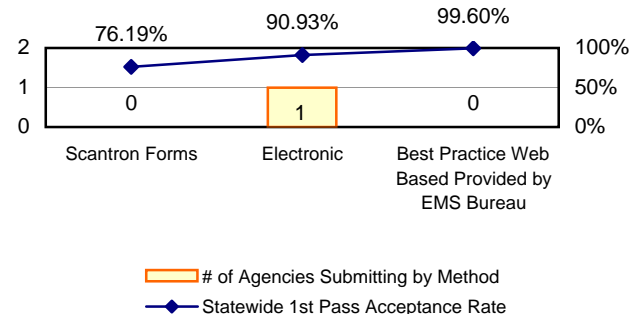 76.19%
90.93%
99.60%
2
1
0
0
1
0
100%
50%
0%
Scantron Forms
Electronic
Best Practice Web
Based Provided by
EMS Bureau
# of Agencies Submitting by Method
Statewide 1st Pass Acceptance Rate